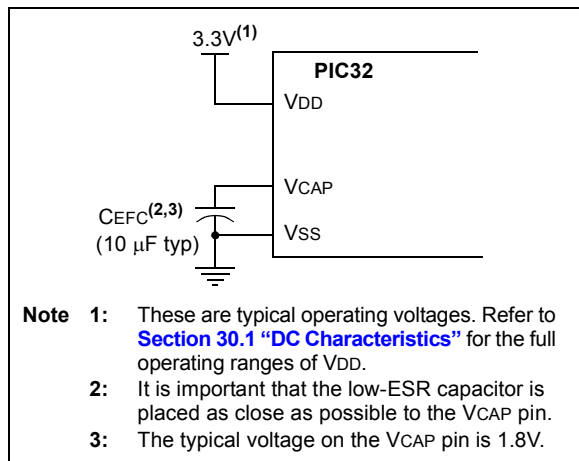 3.3V(1)
PIC32
VDD
VCAP
CEFC(2,3)
(10 μF typ)
VSS
Note 1: These are typical operating voltages. Refer to
Section 30.1 “DC Characteristics” for the full
operating ranges of VDD.
2: It is important that the low-ESR capacitor is
placed as close as possible to the VCAP pin.
3: The typical voltage on the VCAP pin is 1.8V.